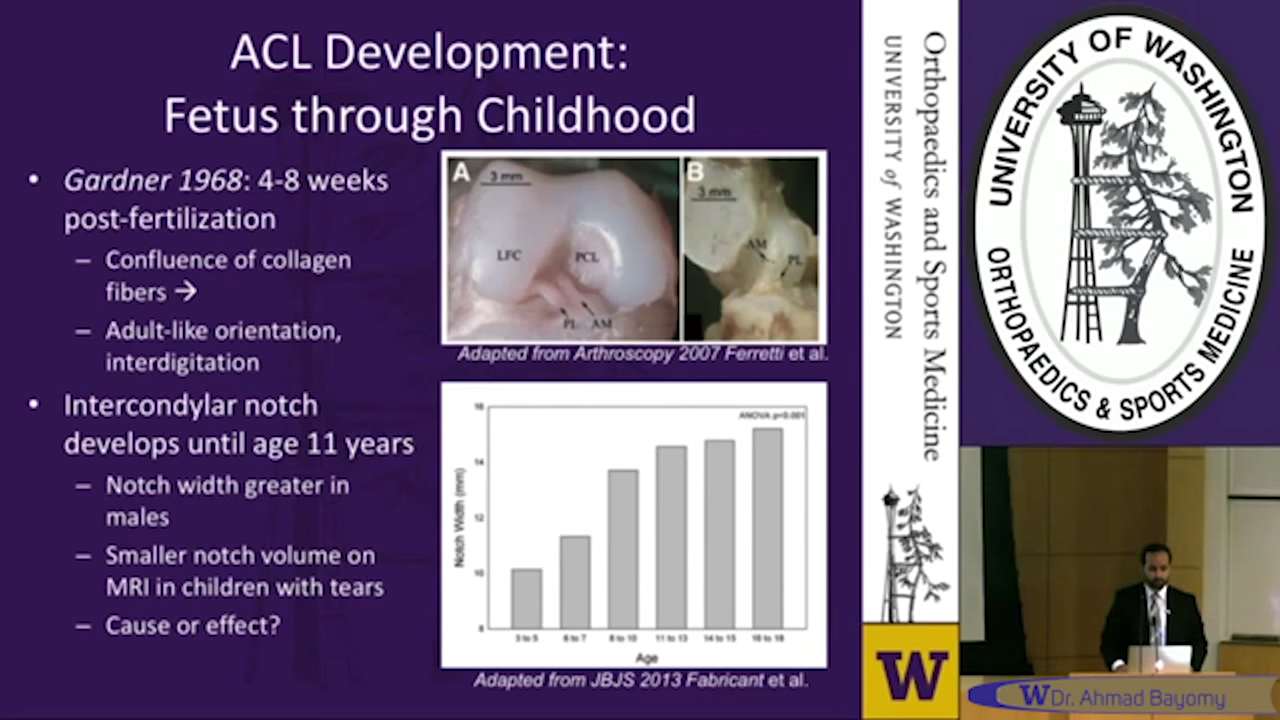 ACL Development:
Fetus through Childhood
• Gardner 1968: 4-8 weeks
post-fertilization
– Confluence of collagen
fibers →
– Adult-like orientation,
interdigitation
• Intercondylar notch
develops until age 11 years
– Notch width greater in
males
– Smaller notch volume on
MRI in children with tears
– Cause or effect?
A
3 mm
LFC
PCL
PL
AM
B
3 mm
AM
PL
Adapted from Arthroscopy 2007 Ferretti et al.
ANOVA p<0.001
Notch Width (mm)
16
14
12
10
8
3 to 5
6 to 7
8 to 10
11 to 13
14 to 15
16 to 18
Age
Adapted from JBJS 2013 Fabricant et al.
Orthopaedics and Sports Medicine
UNIVERSITY of WASHINGTON
W
UNIVERSITY OF WASHINGTON
ORTHOPAEDICS & SPORTS MEDICINE
W Dr. Ahmad Bayomy